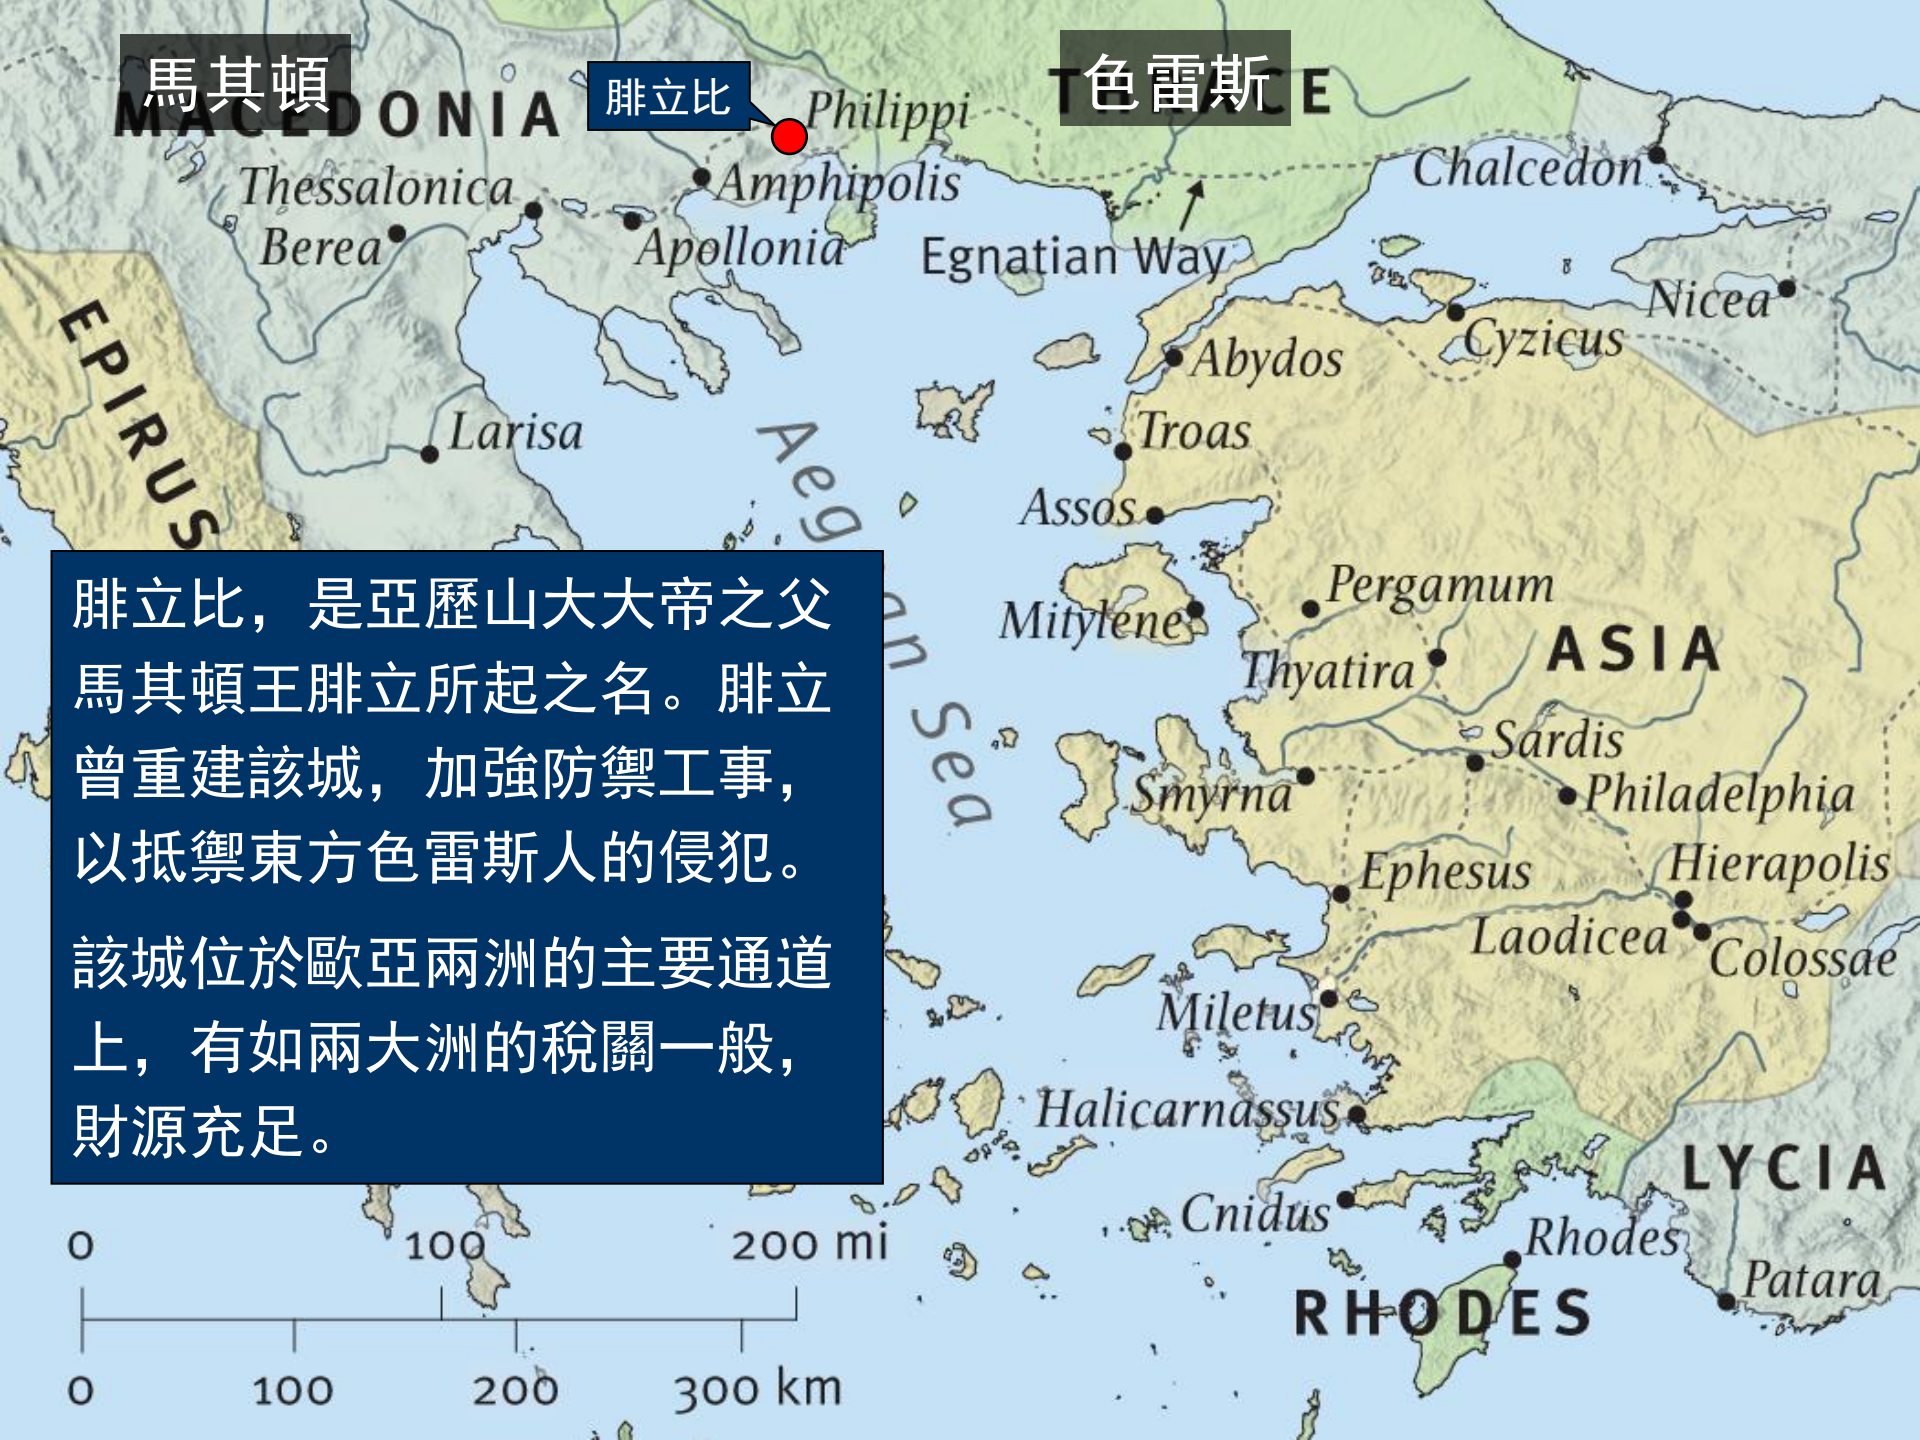 馬其頓
色雷斯
MACEDONIA
THRACE
腓立比
Philippi
Chalcedon
Thessalonica
Amphipolis
Berea
Apollonia
Egnatian Way
Nicea
EPIRUS
Cyzicus
Abydos
Larisa
Troas
Aegean Sea
Assos
Pergamum
Mitylene
ASIA
Thyatira
腓立比，是亞歷山大大帝之父
馬其頓王腓立所起之名。腓立
曾重建該城，加強防禦工事，
以抵禦東方色雷斯人的侵犯。
該城位於歐亞兩洲的主要通道
上，有如兩大洲的稅關一般，
財源充足。
Sardis
Smyrna
Philadelphia
Ephesus
Hierapolis
Laodicea
Colossae
Miletus
Halicarnassus
LYCIA
Cnidus
Rhodes
Patara
RHODES
0 100 200 mi
0 100 200 300 km